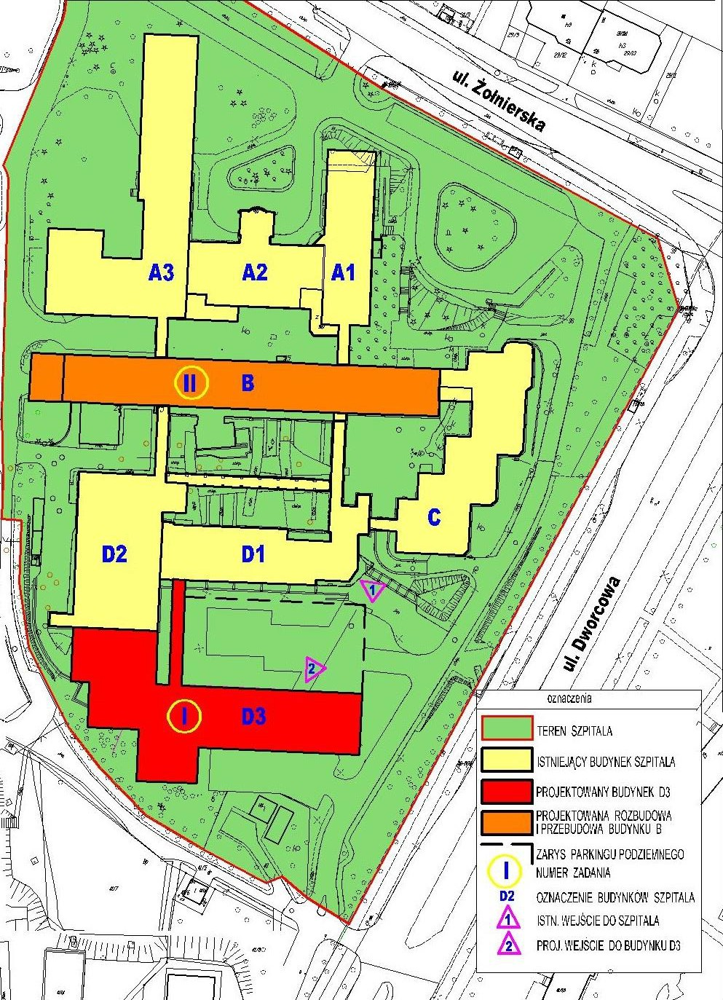 ul. Żołnierska
A3
A2
A1
II
B
C
D2
D1
1
2
I
D3
ul. Dworcowa
oznaczenia
TEREN SZPITALA
ISTNIEJĄCY BUDYNEK SZPITALA
PROJEKTOWANY BUDYNEK D3
PROJEKTOWANA ROZBUDOWA
I PRZEBUDOWA BUDYNKU B
ZARYS PARKINGU PODZIEMNEGO
I
NUMER ZADANIA
D2
OZNACZENIE BUDYNKÓW SZPITALA
1
ISTN. WEJŚCIE DO SZPITALA
2
PROJ. WEJŚCIE DO BUDYNKU D3